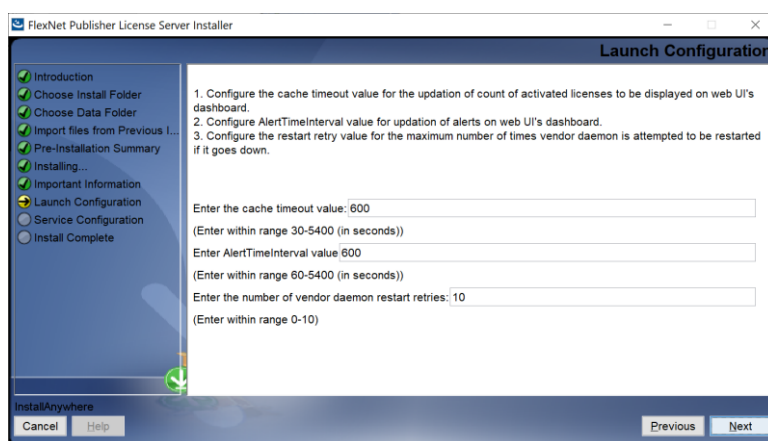 FlexNet Publisher License Server Installer
Launch Configuration
Introduction
Choose Install Folder
Choose Data Folder
Import files from Previous I...
Pre-Installation Summary
Installing...
Important Information
Launch Configuration
Service Configuration
Install Complete
1. Configure the cache timeout value for the updation of count of activated licenses to be displayed on web UI's
dashboard.
2. Configure AlertTimeInterval value for updation of alerts on web UI's dashboard.
3. Configure the restart retry value for the maximum number of times vendor daemon is attempted to be restarted
if it goes down.
Enter the cache timeout value: 600
(Enter within range 30-5400 (in seconds))
Enter AlertTimeInterval value 600
(Enter within range 60-5400 (in seconds))
Enter the number of vendor daemon restart retries: 10
(Enter within range 0-10)
InstallAnywhere
Cancel Help Previous Next